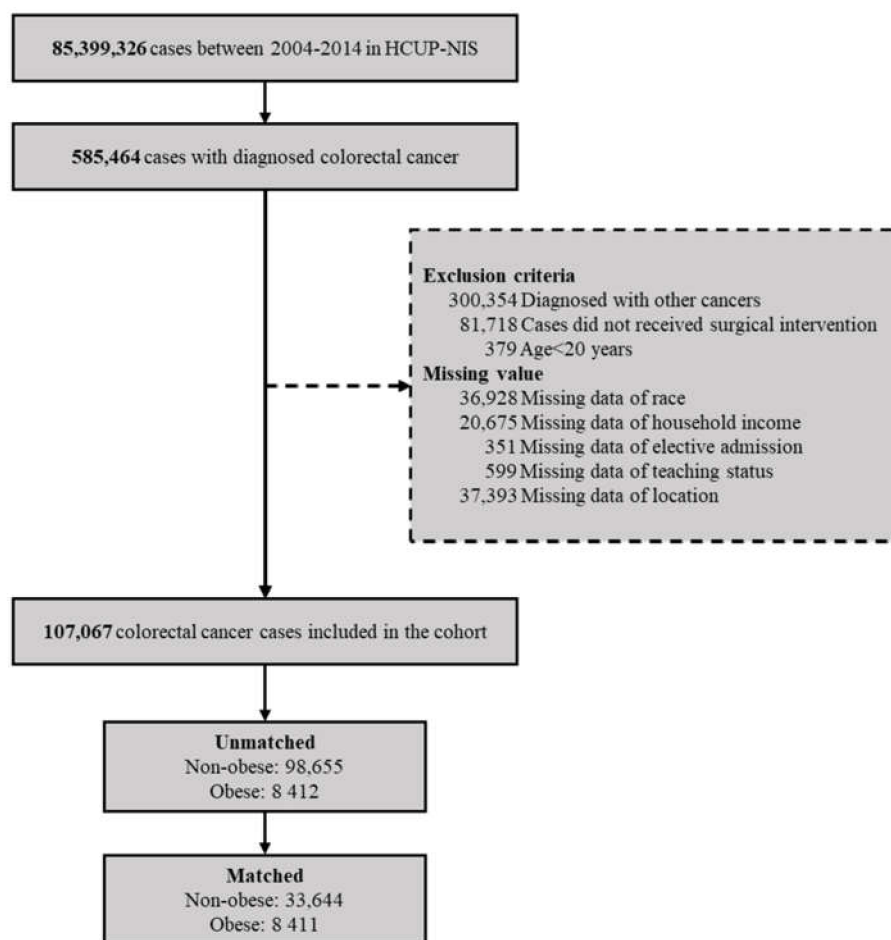 85,399,326 cases between 2004-2014 in HCUP-NIS
585,464 cases with diagnosed colorectal cancer
Exclusion criteria
300,354 Diagnosed with other cancers
81,718 Cases did not received surgical intervention
379 Age<20 years
Missing value
36,928 Missing data of race
20,675 Missing data of household income
351 Missing data of elective admission
599 Missing data of teaching status
37,393 Missing data of location
107,067 colorectal cancer cases included in the cohort
Unmatched
Non-obese: 98,655
Obese: 8 412
Matched
Non-obese: 33,644
Obese: 8 411